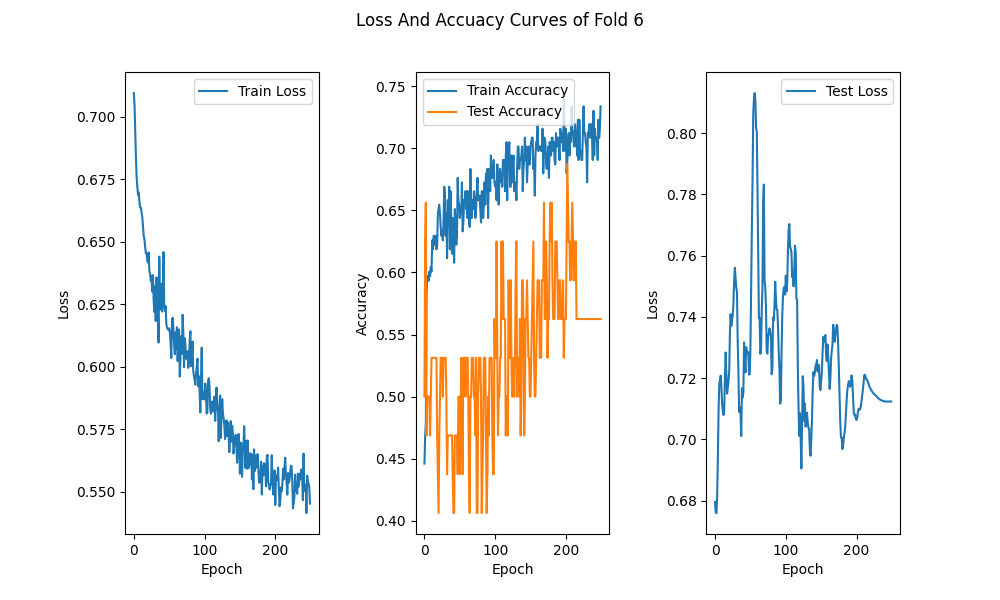 Loss And Accuacy Curves of Fold 6
Train Loss
0.700
0.675
0.650
0.625
0.600
0.575
0.550
Loss
0
100
200
Epoch
Train Accuracy
Test Accuracy
0.75
0.70
0.65
0.60
0.55
0.50
0.45
0.40
Accuracy
0
100
200
Epoch
Test Loss
0.80
0.78
0.76
0.74
0.72
0.70
0.68
Loss
0
100
200
Epoch